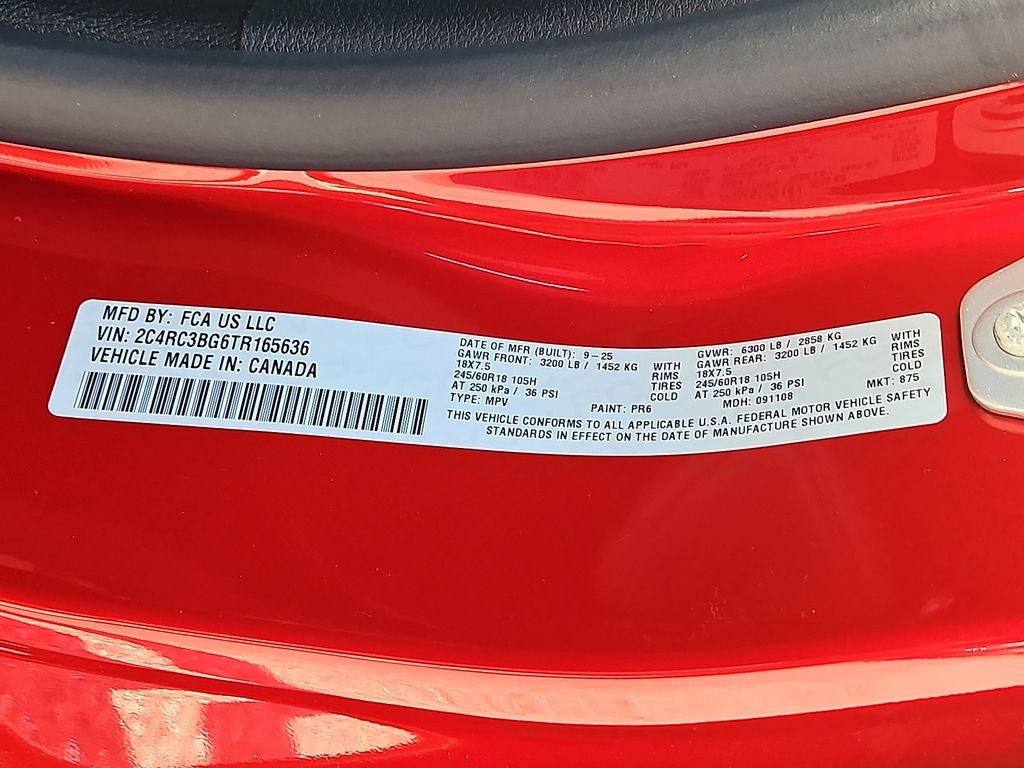 MFD BY: FCA US LLC
VIN: 2C4RC3BG6TR165636
VEHICLE MADE IN: CANADA
DATE OF MFR (BUILT): 9-25
GAWR FRONT: 3200 LB / 1452 KG WITH
18X7.5 RIMS
245/60R18 105H TIRES
AT 250 kPa / 36 PSI COLD
TYPE: MPV PAINT: PR6
GVWR: 6300 LB / 2858 KG
GAWR REAR: 3200 LB / 1452 KG WITH
18X7.5 RIMS
245/60R18 105H TIRES
AT 250 kPa / 36 PSI COLD
MDH: 091108 MKT: 875
THIS VEHICLE CONFORMS TO ALL APPLICABLE U.S.A. FEDERAL MOTOR VEHICLE SAFETY
STANDARDS IN EFFECT ON THE DATE OF MANUFACTURE SHOWN ABOVE.